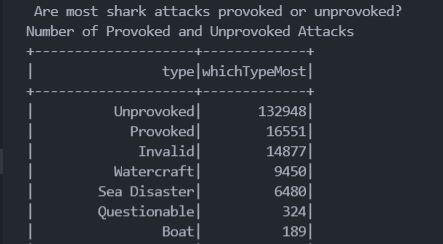 Are most shark attacks provoked or unprovoked?
Number of Provoked and Unprovoked Attacks
+--------------------+-------------+
|                type|whichTypeMost|
+--------------------+-------------+
|          Unprovoked|       132948|
|            Provoked|        16551|
|             Invalid|        14877|
|          Watercraft|         9450|
|        Sea Disaster|         6480|
|        Questionable|          324|
|                Boat|          189|